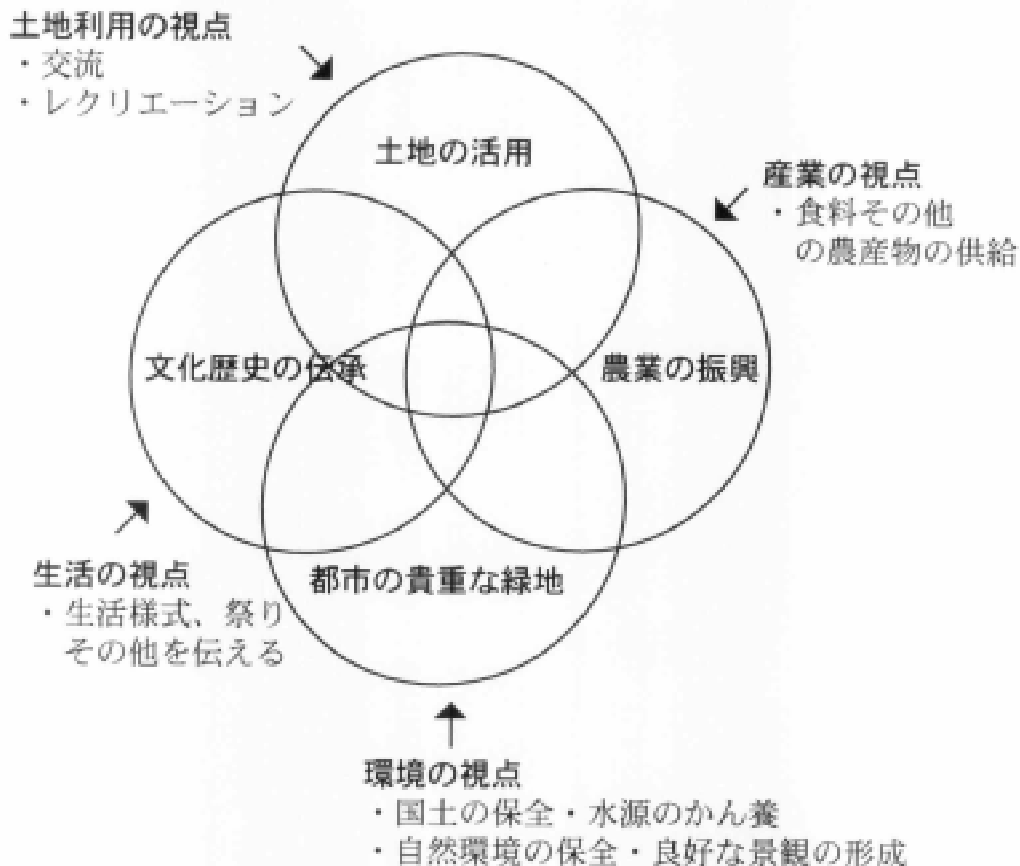 土地利用の視点
・交流
・レクリエーション
土地の活用
産業の視点
・食料その他
の農産物の供給
文化歴史の伝承
農業の振興
生活の視点
・生活様式、祭り
その他を伝える
都市の貴重な緑地
環境の視点
・国土の保全・水源のかん養
・自然環境の保全・良好な景観の形成